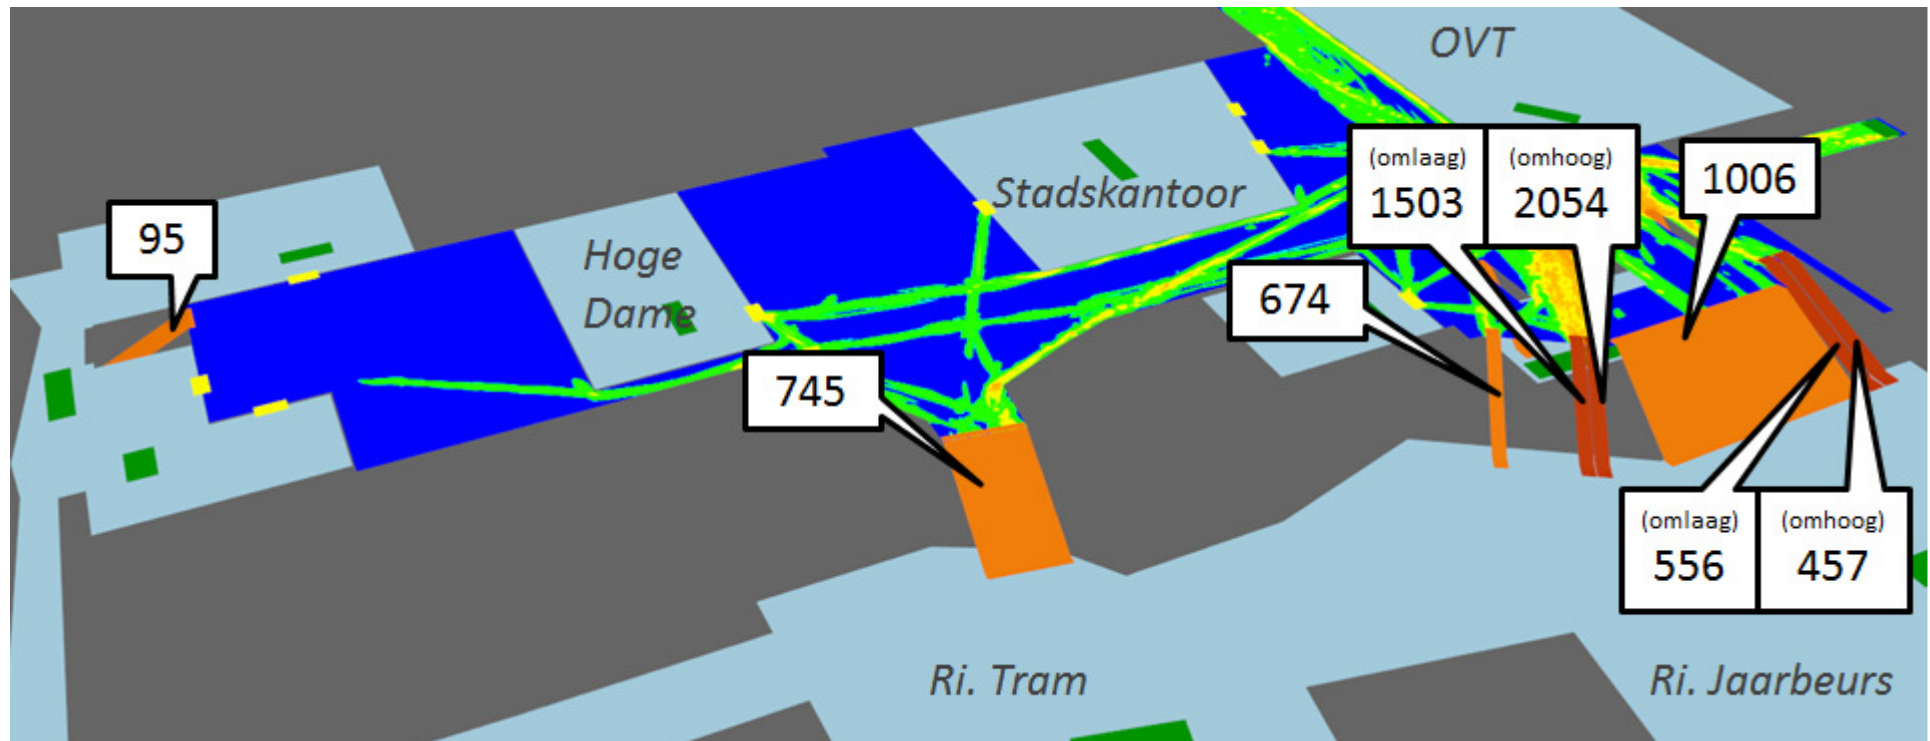 OVT
(omlaag)
1503
(omhoog)
2054
1006
Stadskantoor
95
Hoge
Dame
674
745
(omlaag)
556
(omhoog)
457
Ri. Tram
Ri. Jaarbeurs